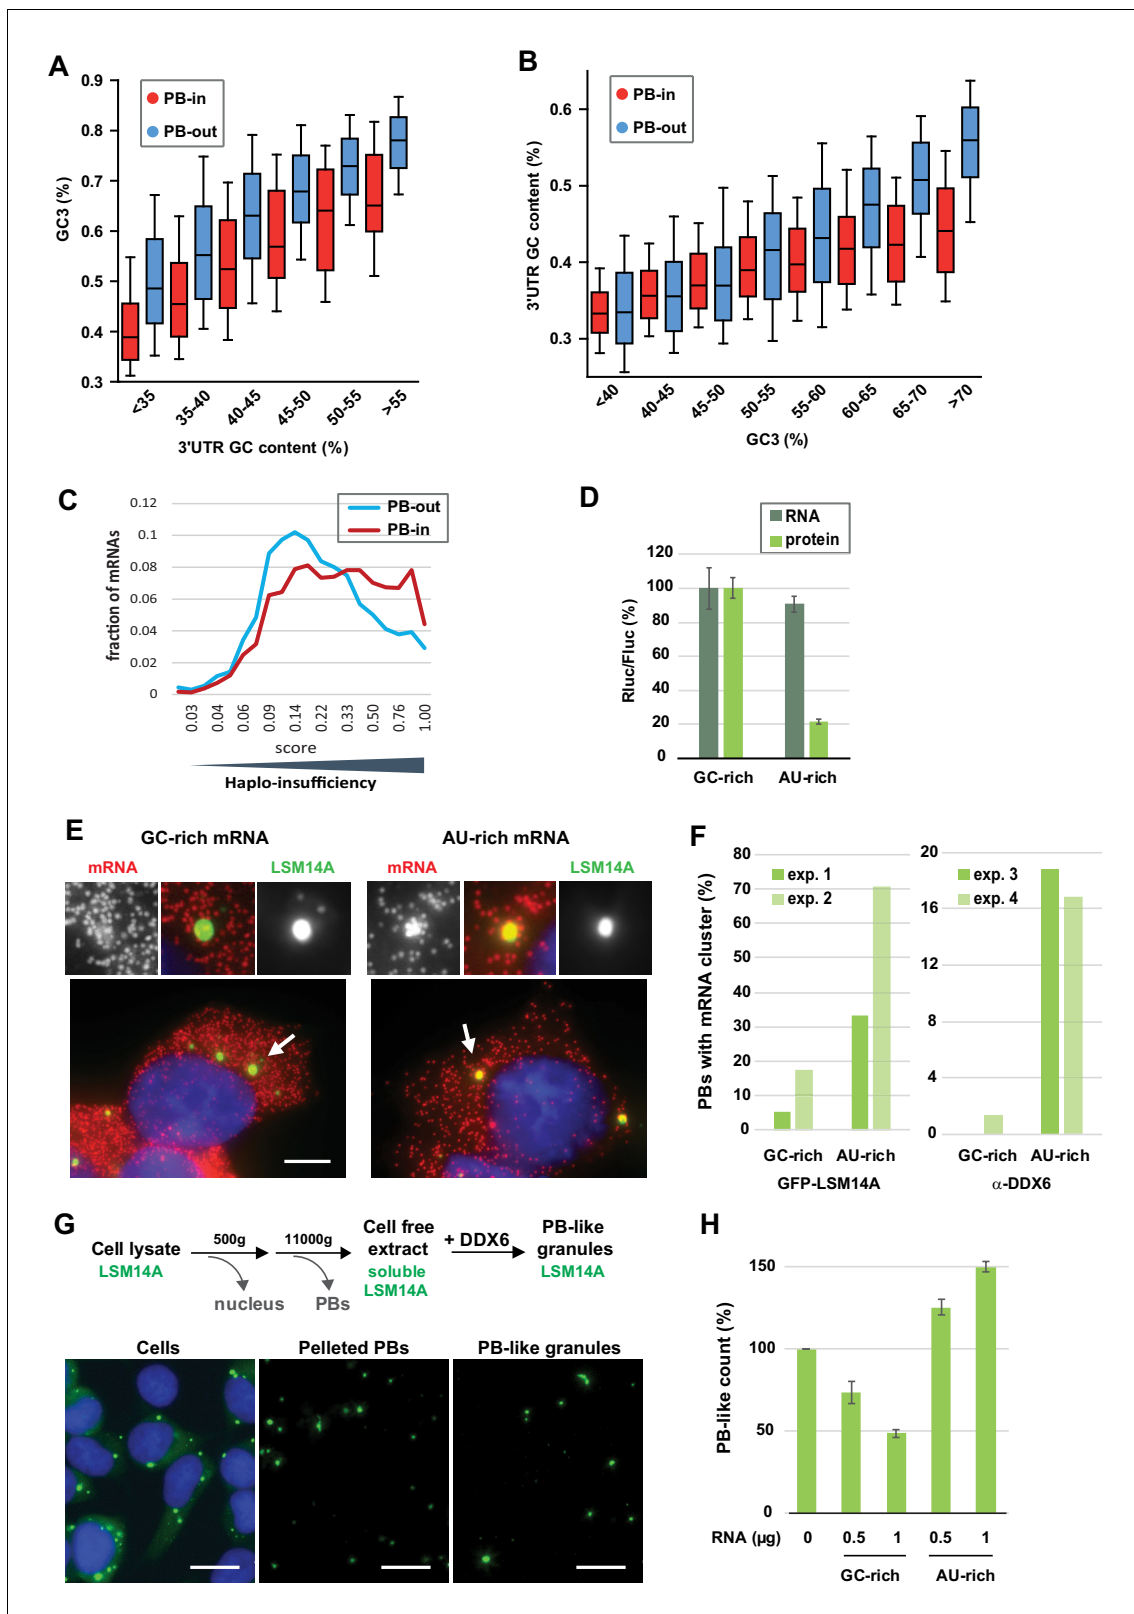 A
GC3 (%)
0.9
0.8
0.7
0.6
0.5
0.4
0.3
PB-in
PB-out
<35
35-40
40-45
45-50
50-55
>55
3'UTR GC content (%)
B
3'UTR GC content (%)
0.6
0.5
0.4
0.3
PB-in
PB-out
<40
40-45
45-50
50-55
55-60
60-65
65-70
>70
GC3 (%)
C
fraction of mRNAs
0.12
0.1
0.08
0.06
0.04
0.02
0
PB-out
PB-in
0.03
0.04
0.06
0.09
0.14
0.22
0.33
0.50
0.76
1.00
score
Haplo-insufficiency
D
RNA
protein
Rluc/Fluc (%)
120
100
80
60
40
20
0
GC-rich
AU-rich
E
GC-rich mRNA
AU-rich mRNA
mRNA
LSM14A
mRNA
LSM14A
F
PBs with mRNA cluster (%)
80
70
60
50
40
30
20
10
0
exp. 1
exp. 2
GC-rich
AU-rich
GFP-LSM14A
20
16
12
8
4
0
exp. 3
exp. 4
GC-rich
AU-rich
α-DDX6
G
Cell lysate
LSM14A
500g
nucleus
11000g
PBs
Cell free
extract
soluble
LSM14A
+ DDX6
PB-like
granules
LSM14A
Cells
Pelleted PBs
PB-like granules
H
PB-like count (%)
150
100
50
0
RNA (µg)
0
0.5
1
0.5
1
GC-rich
AU-rich